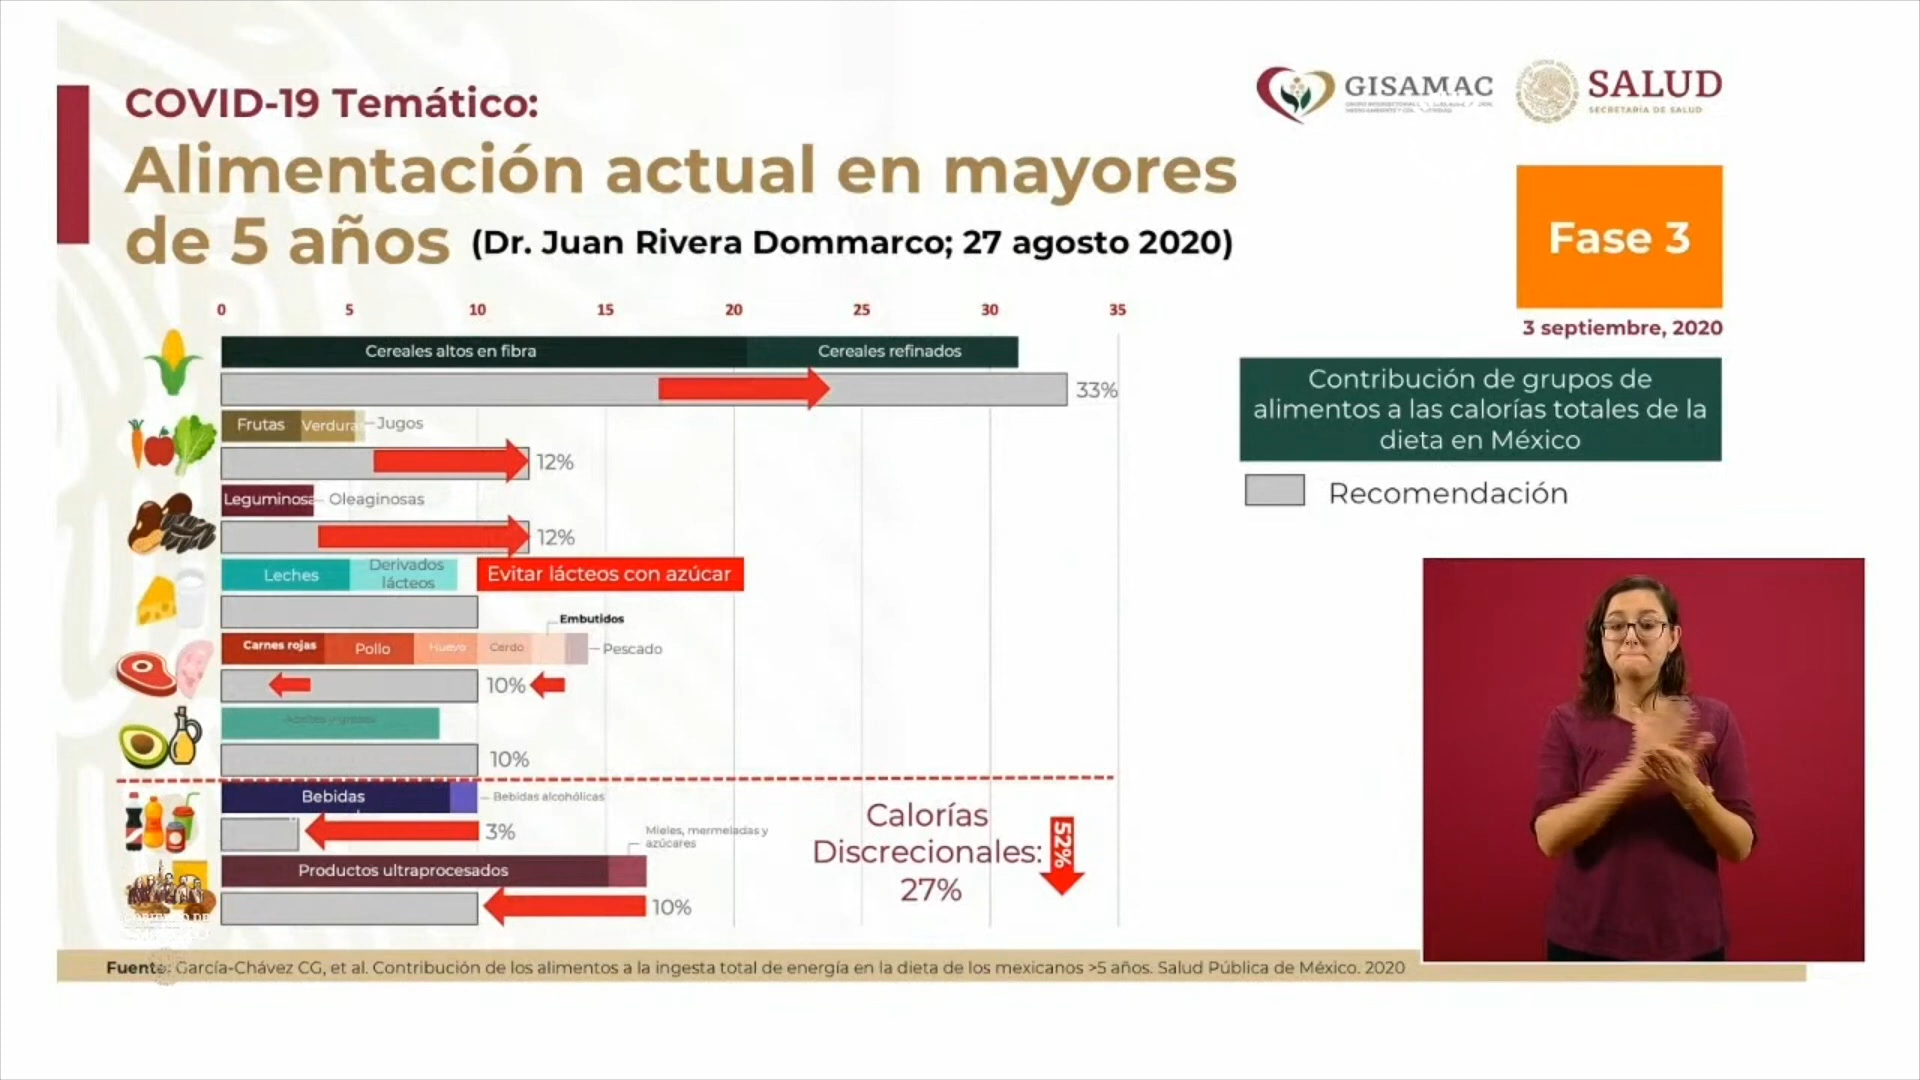 COVID-19 Temático:
Alimentación actual en mayores
de 5 años (Dr. Juan Rivera Dommarco; 27 agosto 2020)
GISAMAC
SALUD
SECRETARÍA DE SALUD
Fase 3
3 septiembre, 2020
0 5 10 15 20 25 30 35
Cereales altos en fibra Cereales refinados
33%
Frutas Verduras Jugos
12%
Leguminosa Oleaginosas
12%
Leches Derivados
lácteos
Evitar lácteos con azúcar
Embutidos
Carnes rojas Pollo Huevo Cerdo Pescado
10%
10%
Bebidas Bebidas alcohólicas
3%
Mieles, mermeladas y
azúcares
Productos ultraprocesados
10%
Calorías
Discrecionales:
27%
52%
Contribución de grupos de
alimentos a las calorías totales de la
dieta en México
Recomendación
Fuente: García-Chávez CG, et al. Contribución de los alimentos a la ingesta total de energía en la dieta de los mexicanos >5 años. Salud Pública de México. 2020